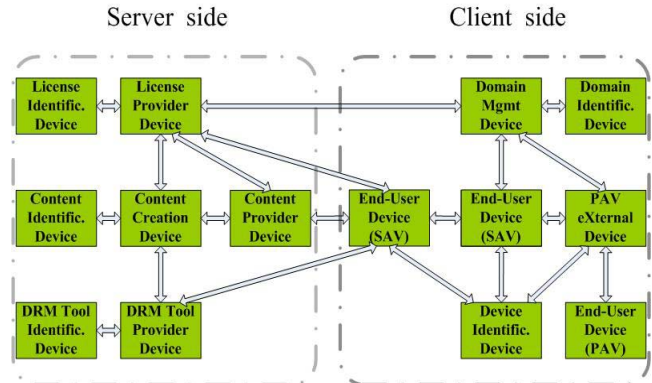 Server side
Client side
License
Identific.
Device
License
Provider
Device
Domain
Mgmt
Device
Domain
Identific.
Device
Content
Identific.
Device
Content
Creation
Device
Content
Provider
Device
End-User
Device
(SAV)
End-User
Device
(SAV)
PAV
eXternal
Device
DRM Tool
Identific.
Device
DRM Tool
Provider
Device
Device
Identific.
Device
End-User
Device
(PAV)